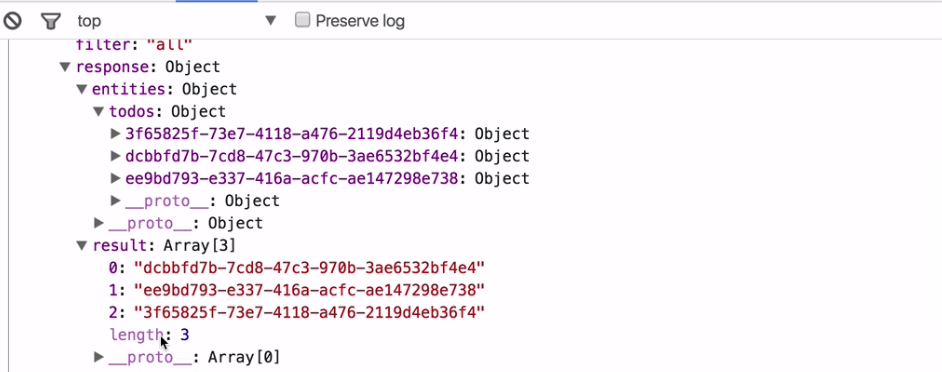 top Preserve log
filter: "all"
response: Object
entities: Object
todos: Object
3f65825f-73e7-4118-a476-2119d4eb36f4: Object
dcbbfd7b-7cd8-47c3-970b-3ae6532bf4e4: Object
ee9bd793-e337-416a-acfc-ae147298e738: Object
__proto__: Object
__proto__: Object
result: Array[3]
0: "dcbbfd7b-7cd8-47c3-970b-3ae6532bf4e4"
1: "ee9bd793-e337-416a-acfc-ae147298e738"
2: "3f65825f-73e7-4118-a476-2119d4eb36f4"
length: 3
__proto__: Array[0]